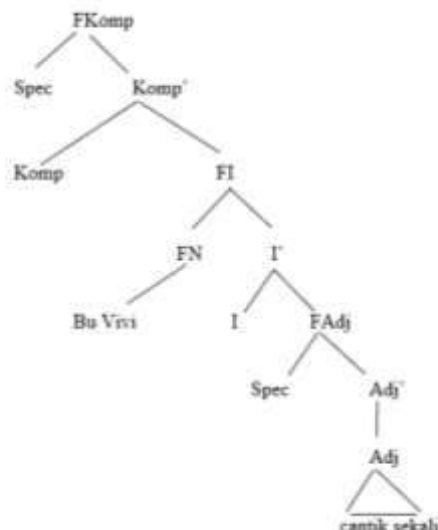 FKomp
Spec Komp'
Komp FI
FN I'
Bu Vivi I FAdj
Spec Adj'
Adj
cantik sekali